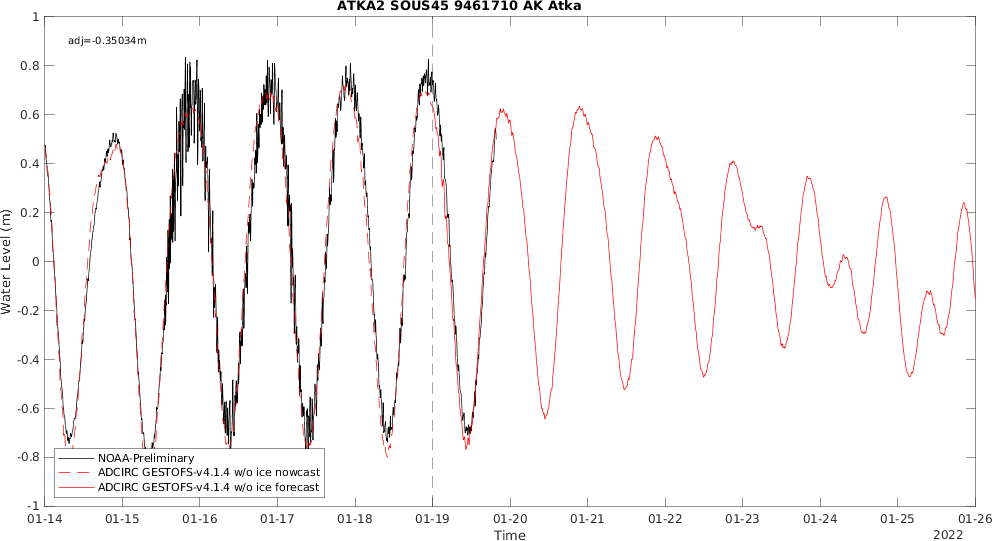 ATKA2 SOUS45 9461710 AK Atka
adj=-0.35034m
1
0.8
0.6
0.4
0.2
0
-0.2
-0.4
-0.6
-0.8
-1
Water Level (m)
NOAA-Preliminary
ADCIRC GESTOFS-v4.1.4 w/o ice nowcast
ADCIRC GESTOFS-v4.1.4 w/o ice forecast
01-14 01-15 01-16 01-17 01-18 01-19 01-20 01-21 01-22 01-23 01-24 01-25 01-26
Time
2022